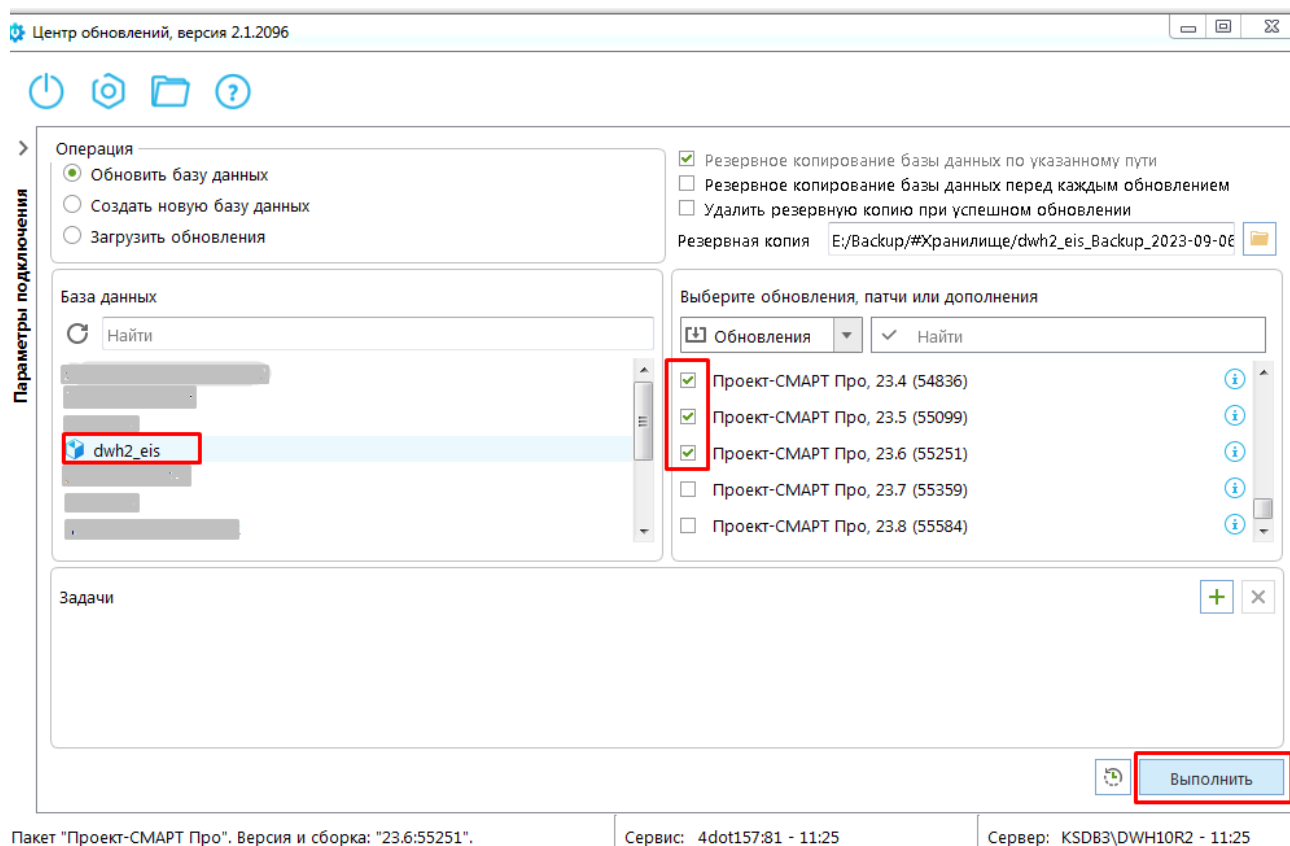 Центр обновлений, версия 2.1.2096
Параметры подключения
Операция
Обновить базу данных
Создать новую базу данных
Загрузить обновления
Резервное копирование базы данных по указанному пути
Резервное копирование базы данных перед каждым обновлением
Удалить резервную копию при успешном обновлении
Резервная копия E:/Backup/#Хранилище/dwh2_eis_Backup_2023-09-06
База данных
Найти
dwh2_eis
Выберите обновления, патчи или дополнения
Обновления Найти
Проект-СМАРТ Про, 23.4 (54836)
Проект-СМАРТ Про, 23.5 (55099)
Проект-СМАРТ Про, 23.6 (55251)
Проект-СМАРТ Про, 23.7 (55359)
Проект-СМАРТ Про, 23.8 (55584)
Задачи
Выполнить
Пакет "Проект-СМАРТ Про". Версия и сборка: "23.6:55251". Сервис: 4dot157:81 - 11:25 Сервер: KSDB3\DWH10R2 - 11:25